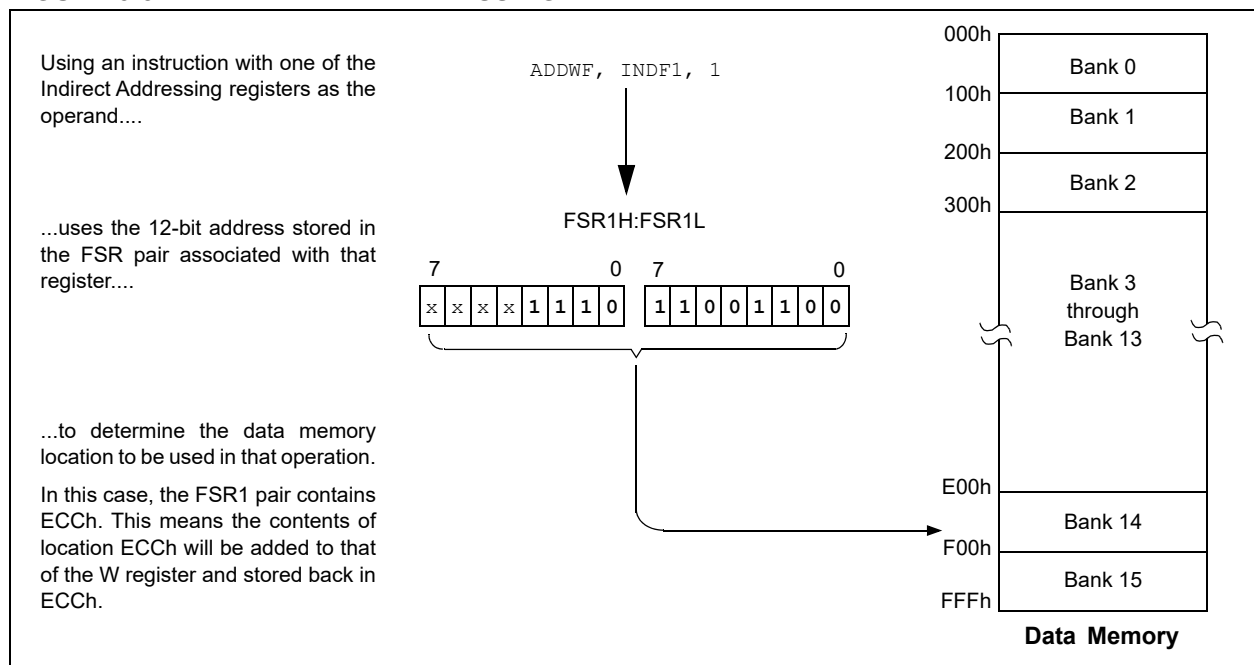 Using an instruction with one of the
Indirect Addressing registers as the
operand....
ADDWF, INDF1, 1
...uses the 12-bit address stored in
the FSR pair associated with that
register....
FSR1H:FSR1L
7 0 7 0
x x x x 1 1 1 0 1 1 0 0 1 1 0 0
...to determine the data memory
location to be used in that operation.
In this case, the FSR1 pair contains
ECCh. This means the contents of
location ECCh will be added to that
of the W register and stored back in
ECCh.
000h
Bank 0
100h
Bank 1
200h
Bank 2
300h
Bank 3
through
Bank 13
E00h
Bank 14
F00h
Bank 15
FFFh
Data Memory